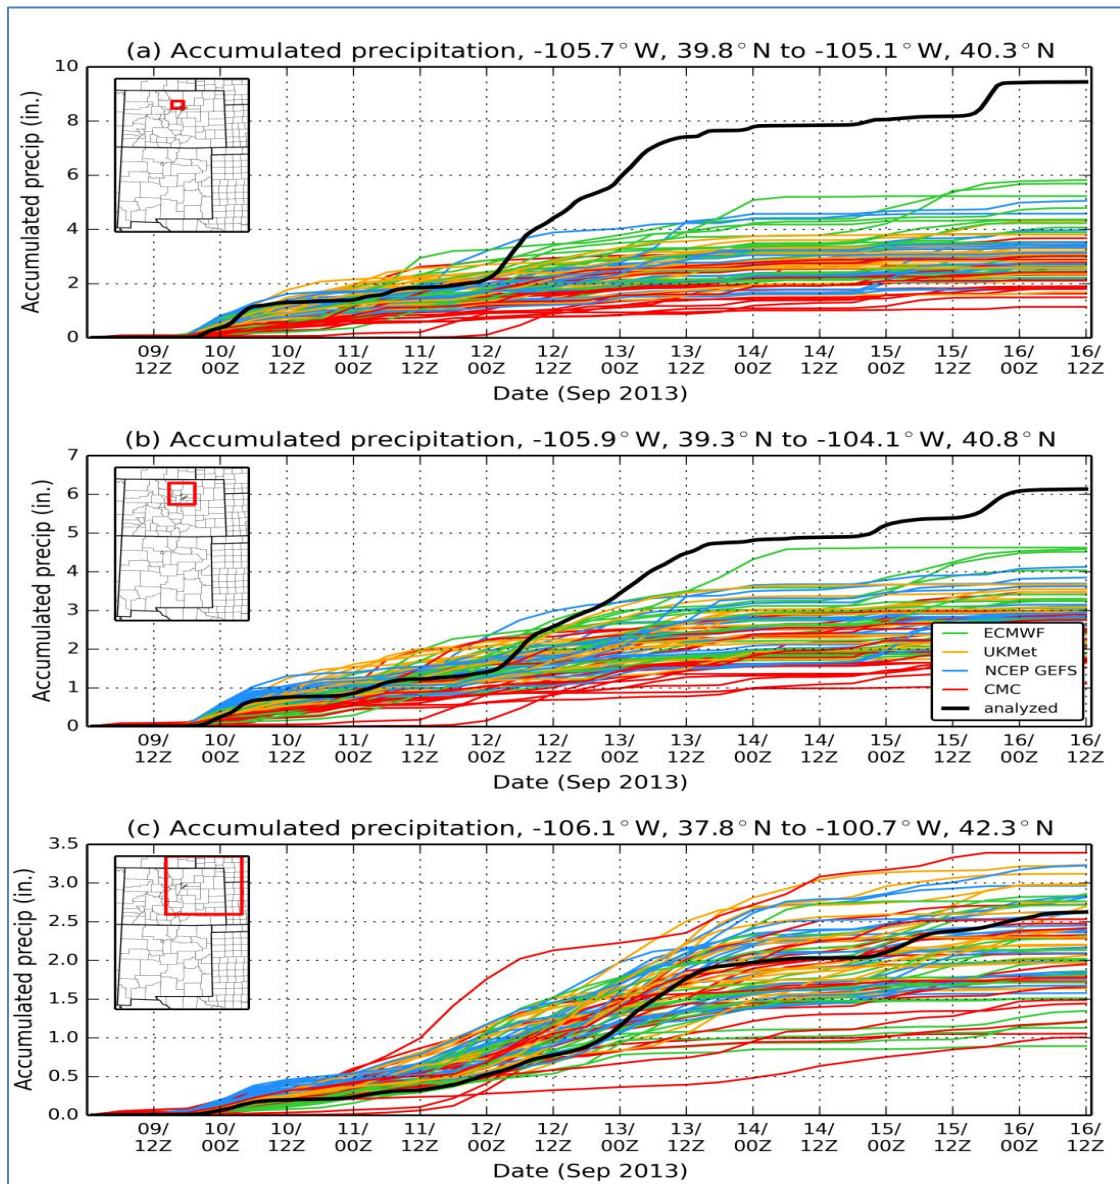 (a) Accumulated precipitation, -105.7°W, 39.8°N to -105.1°W, 40.3°N
Accumulated precip (in.)
10
8
6
4
2
0
09/ 10/ 10/ 11/ 11/ 12/ 12/ 13/ 13/ 14/ 14/ 15/ 15/ 16/ 16/
12Z 00Z 12Z 00Z 12Z 00Z 12Z 00Z 12Z 00Z 12Z 00Z 12Z 00Z 12Z
Date (Sep 2013)
(b) Accumulated precipitation, -105.9°W, 39.3°N to -104.1°W, 40.8°N
Accumulated precip (in.)
7
6
5
4
3
2
1
0
ECMWF
UKMet
NCEP GEFS
CMC
analyzed
09/ 10/ 10/ 11/ 11/ 12/ 12/ 13/ 13/ 14/ 14/ 15/ 15/ 16/ 16/
12Z 00Z 12Z 00Z 12Z 00Z 12Z 00Z 12Z 00Z 12Z 00Z 12Z 00Z 12Z
Date (Sep 2013)
(c) Accumulated precipitation, -106.1°W, 37.8°N to -100.7°W, 42.3°N
Accumulated precip (in.)
3.5
3.0
2.5
2.0
1.5
1.0
0.5
0.0
09/ 10/ 10/ 11/ 11/ 12/ 12/ 13/ 13/ 14/ 14/ 15/ 15/ 16/ 16/
12Z 00Z 12Z 00Z 12Z 00Z 12Z 00Z 12Z 00Z 12Z 00Z 12Z 00Z 12Z
Date (Sep 2013)